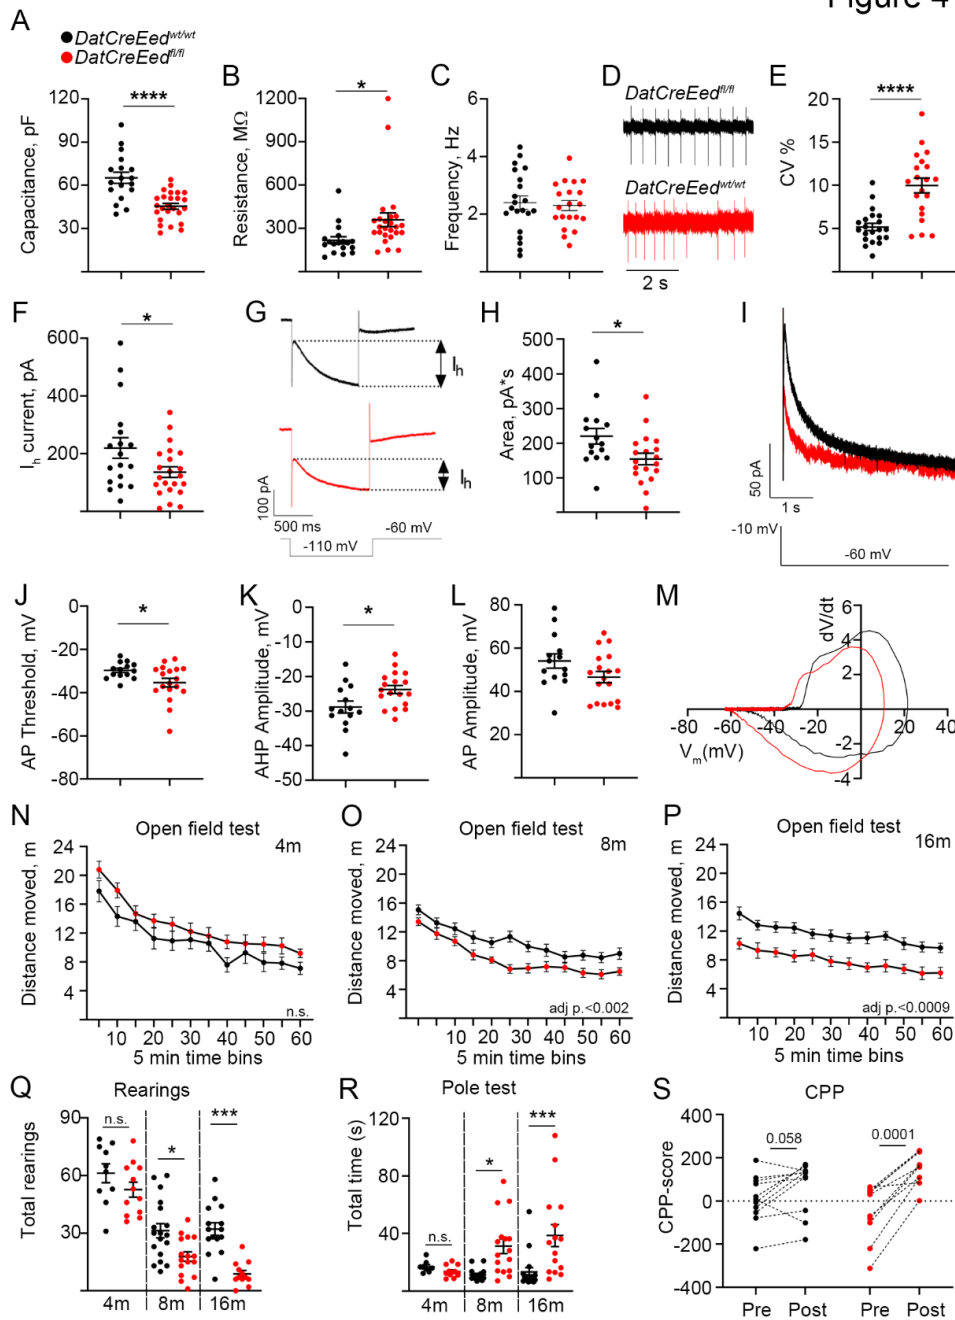 Figure 4
A
DatCreEed^wt/wt
DatCreEed^fl/fl
Capacitance, pF
120
90
60
30
****
B
Resistance, MΩ
1200
900
600
300
*
C
Frequency, Hz
6
4
2
D
DatCreEed^fl/fl
DatCreEed^wt/wt
2 s
E
CV %
20
15
10
5
****
F
I_h current, pA
600
400
200
*
G
I_h
I_h
100 pA
500 ms
-60 mV
-110 mV
H
Area, pA*s
500
400
300
200
100
*
I
50 pA
1 s
-10 mV
-60 mV
J
AP Threshold, mV
-0
-20
-40
-60
-80
*
K
AHP Amplitude, mV
0
-10
-20
-30
-40
-50
*
L
AP Amplitude, mV
80
60
40
20
M
dV/dt
6
4
2
-2
-4
-80
-60
-20
20
40
V_m(mV)
N
Open field test
4m
Distance moved, m
24
20
16
12
8
4
n.s.
10 20 30 40 50 60
5 min time bins
O
Open field test
8m
Distance moved, m
24
20
16
12
8
4
adj p.<0.002
10 20 30 40 50 60
5 min time bins
P
Open field test
16m
Distance moved, m
24
20
16
12
8
4
adj p.<0.0009
10 20 30 40 50 60
5 min time bins
Q
Rearings
Total rearings
90
60
30
n.s.
*
***
4m 8m 16m
R
Pole test
Total time (s)
120
80
40
n.s.
*
***
4m 8m 16m
S
CPP
CPP-score
400
200
0
-200
-400
0.058
0.0001
Pre Post Pre Post